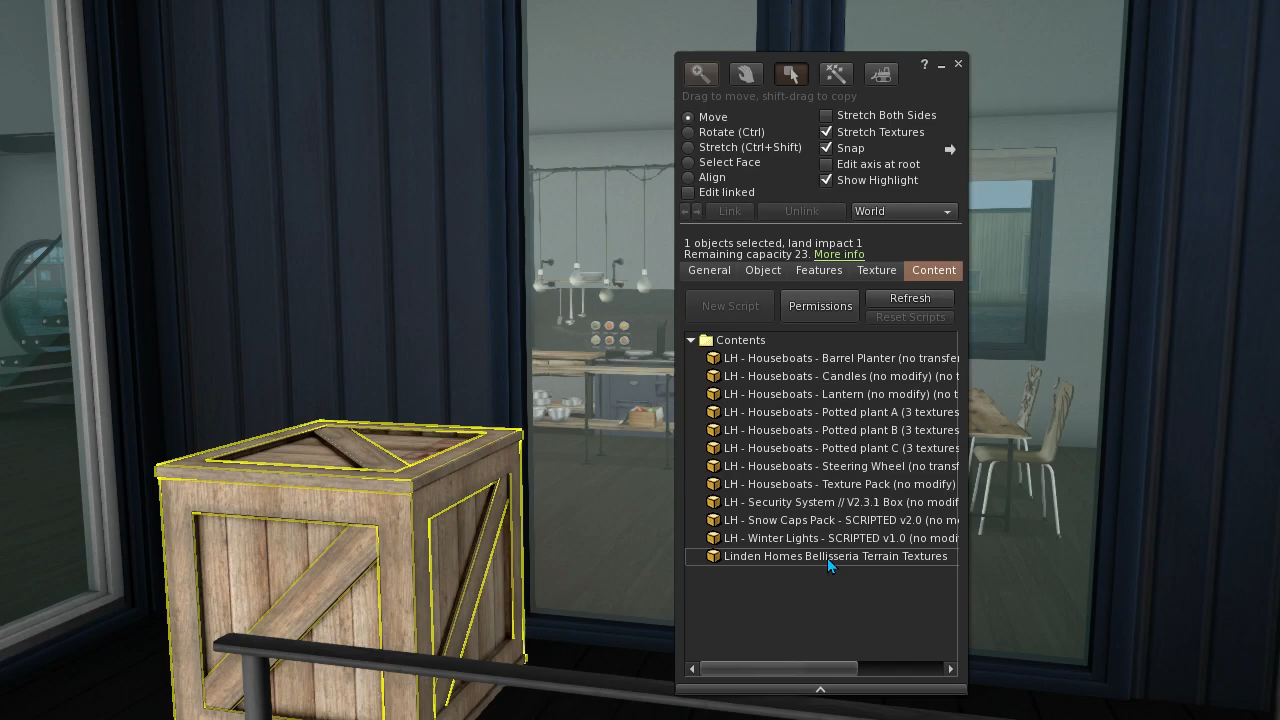 ?
Drag to move, shift-drag to copy
Move
Rotate (Ctrl)
Stretch (Ctrl+Shift)
Select Face
Align
Edit linked
Stretch Both Sides
Stretch Textures
Snap
Edit axis at root
Show Highlight
Link Unlink World
1 objects selected, land impact 1
Remaining capacity 23. More info
General Object Features Texture Content
New Script Permissions Refresh
Reset Scripts
Contents
LH - Houseboats - Barrel Planter (no transfer
LH - Houseboats - Candles (no modify) (no t
LH - Houseboats - Lantern (no modify) (no t
LH - Houseboats - Potted plant A (3 textures
LH - Houseboats - Potted plant B (3 textures
LH - Houseboats - Potted plant C (3 textures
LH - Houseboats - Steering Wheel (no transf
LH - Houseboats - Texture Pack (no modify)
LH - Security System // V2.3.1 Box (no modif
LH - Snow Caps Pack - SCRIPTED v2.0 (no m
LH - Winter Lights - SCRIPTED v1.0 (no modi
Linden Homes Bellisseria Terrain Textures